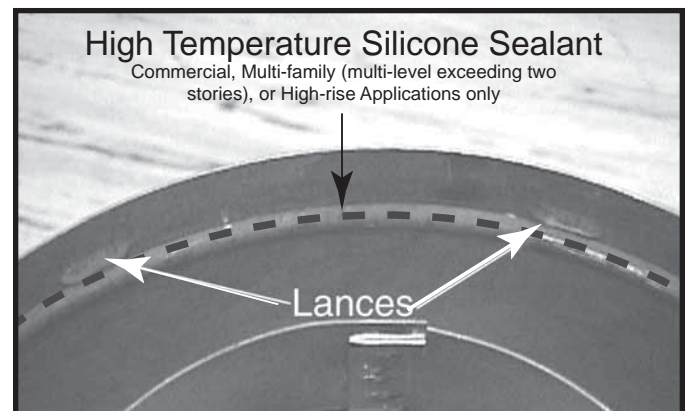 High Temperature Silicone Sealant
Commercial, Multi-family (multi-level exceeding two
stories), or High-rise Applications only
Lances